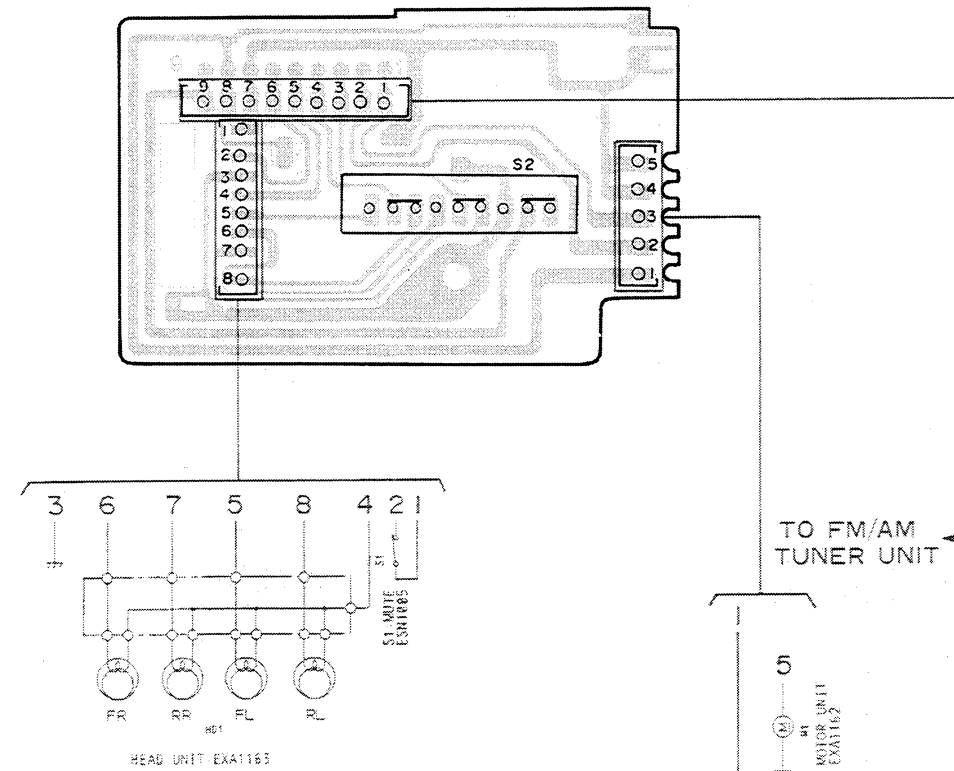 9 8 7 6 5 4 3 2 1
1
2
3
4
5
6
7
8
S2
5
4
3
2
1
3 6 7 5 8 4 2 1
S1
S1 MUTE
ESN1005
FR RR FL RL
HD1
HEAD UNIT EXA1163
TO FM/AM
TUNER UNIT
1
5
M
M1
MOTOR UNIT
EXA1162